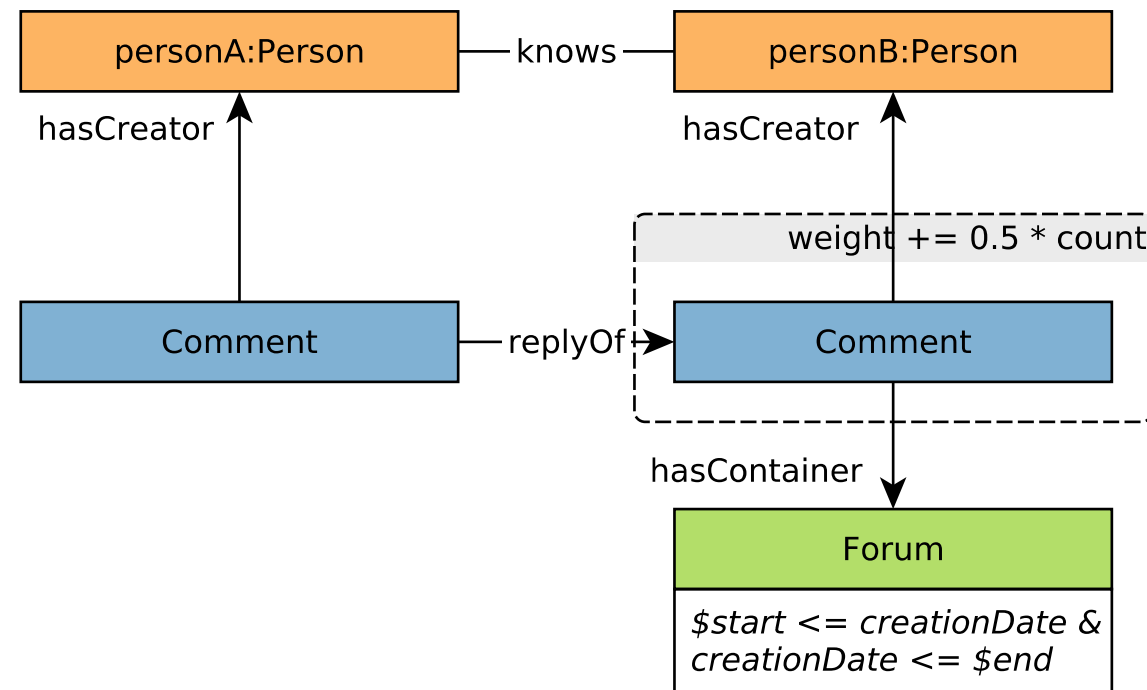 personA:Person
knows
personB:Person
hasCreator
hasCreator
weight += 0.5 * count
Comment
replyOf
Comment
hasContainer
Forum
$start <= creationDate &
creationDate <= $end